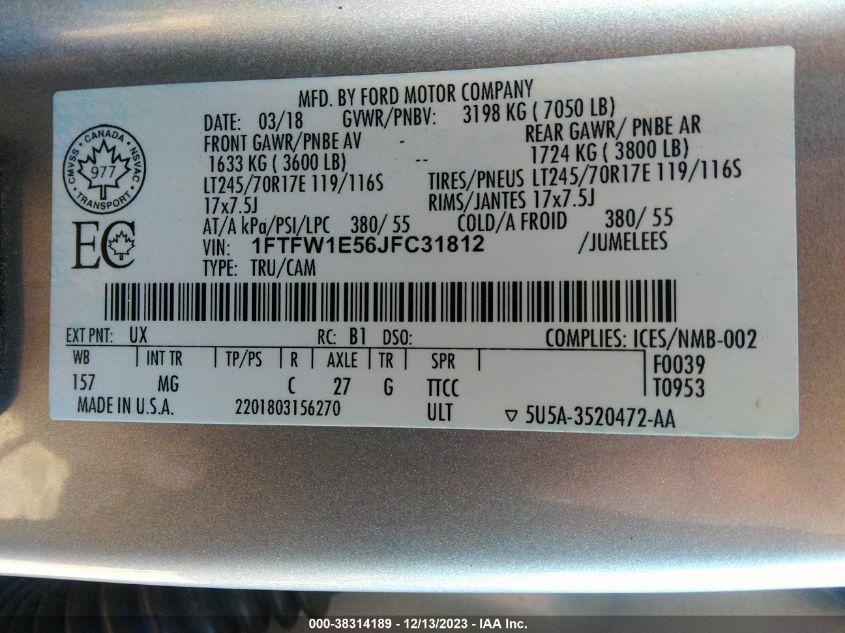 MFD. BY FORD MOTOR COMPANY
DATE: 03/18 GVWR/PNBV: 3198 KG ( 7050 LB)
FRONT GAWR/PNBE AV - REAR GAWR/ PNBE AR
1633 KG ( 3600 LB) -- 1724 KG ( 3800 LB)
LT245/70R17E 119/116S TIRES/PNEUS LT245/70R17E 119/116S
17x7.5J RIMS/JANTES 17x7.5J
AT/A kPa/PSI/LPC 380/ 55 COLD/A FROID 380/ 55
VIN: 1FTFW1E56JFC31812 /JUMELEES
TYPE: TRU/CAM
CANADA
CMVSS NSVAC
977
TRANSPORT
EC
EXT PNT: UX RC: B1 DSO: COMPLIES: ICES/NMB-002
WB INT TR TP/PS R AXLE TR SPR F0039
157 MG C 27 G TTCC T0953
MADE IN U.S.A. 2201803156270 ULT ▽ 5U5A-3520472-AA
000-38314189 - 12/13/2023 - IAA Inc.